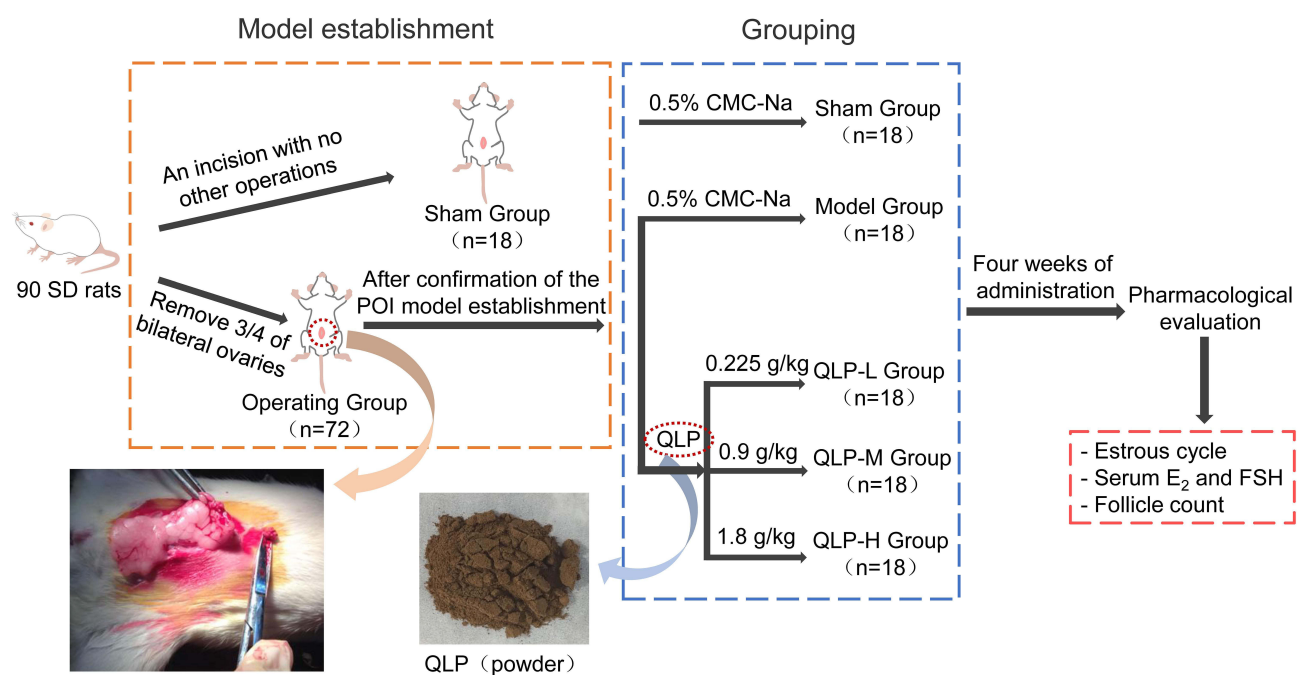 Model establishment
Grouping
90 SD rats
An incision with no
other operations
Sham Group
（n=18）
Remove 3/4 of
bilateral ovaries
Operating Group
（n=72）
After confirmation of the
POI model establishment
0.5% CMC-Na
Sham Group
（n=18）
0.5% CMC-Na
Model Group
（n=18）
QLP
0.225 g/kg
QLP-L Group
（n=18）
0.9 g/kg
QLP-M Group
（n=18）
1.8 g/kg
QLP-H Group
（n=18）
QLP（powder）
Four weeks of
administration
Pharmacological
evaluation
- Estrous cycle
- Serum E₂ and FSH
- Follicle count